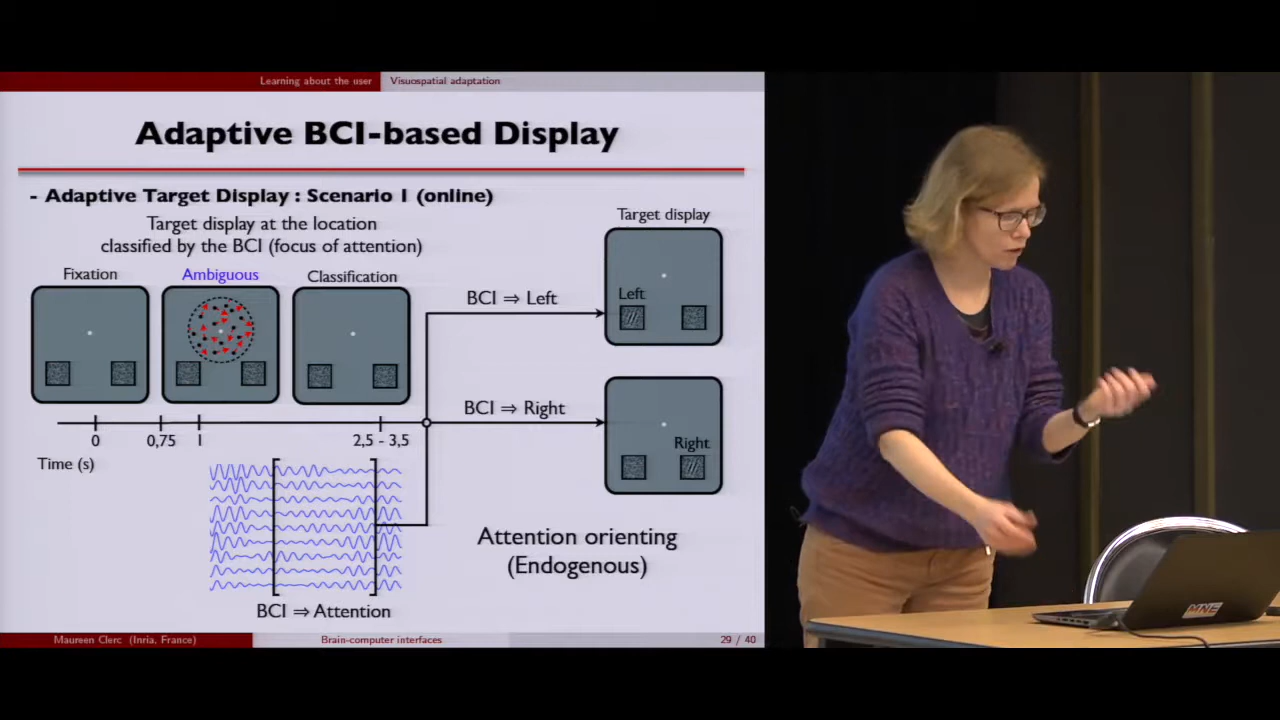 Learning about the user
Visuospatial adaptation
Adaptive BCI-based Display
- Adaptive Target Display : Scenario 1 (online)
Target display at the location
classified by the BCI (focus of attention)
Fixation
Ambiguous
Classification
Target display
Left
BCI ⇒ Left
BCI ⇒ Right
Right
0
0,75
1
2,5 - 3,5
Time (s)
BCI ⇒ Attention
Attention orienting
(Endogenous)
Maureen Clerc (Inria, France)
Brain-computer interfaces
29 / 40
MNE